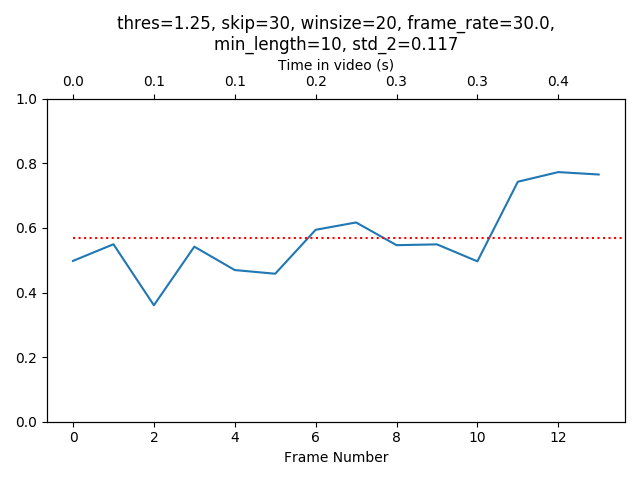 thres=1.25, skip=30, winsize=20, frame_rate=30.0,
min_length=10, std_2=0.117
Time in video (s)
0.0 0.1 0.1 0.2 0.3 0.3 0.4
1.0
0.8
0.6
0.4
0.2
0.0
0 2 4 6 8 10 12
Frame Number